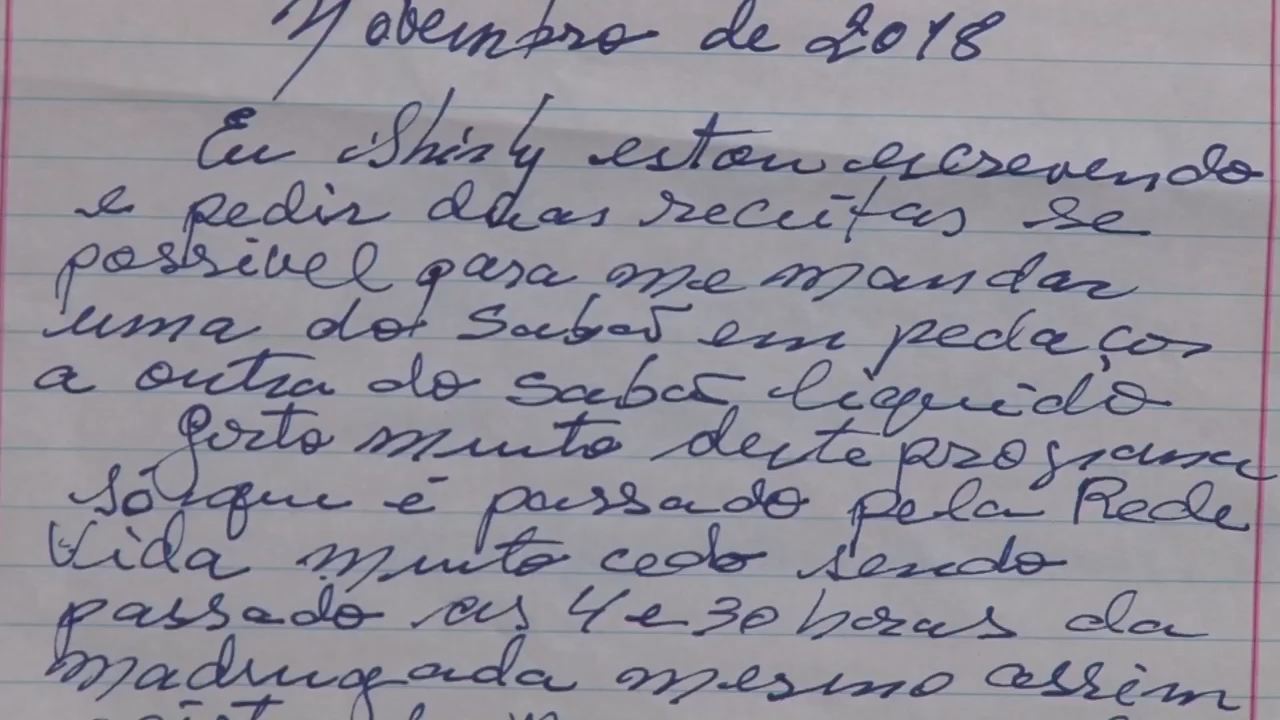 Novembro de 2018
Eu Shirly estou escrevendo
e pedir duas receitas se
possivel para me mandar
uma do Sabão em pedaços
a outra do sabão liquido
gosto muito deste programa
só que é passado pela Rede
Vida muito cedo sendo
passado as 4 e 30 horas da
madrugada mesmo assim